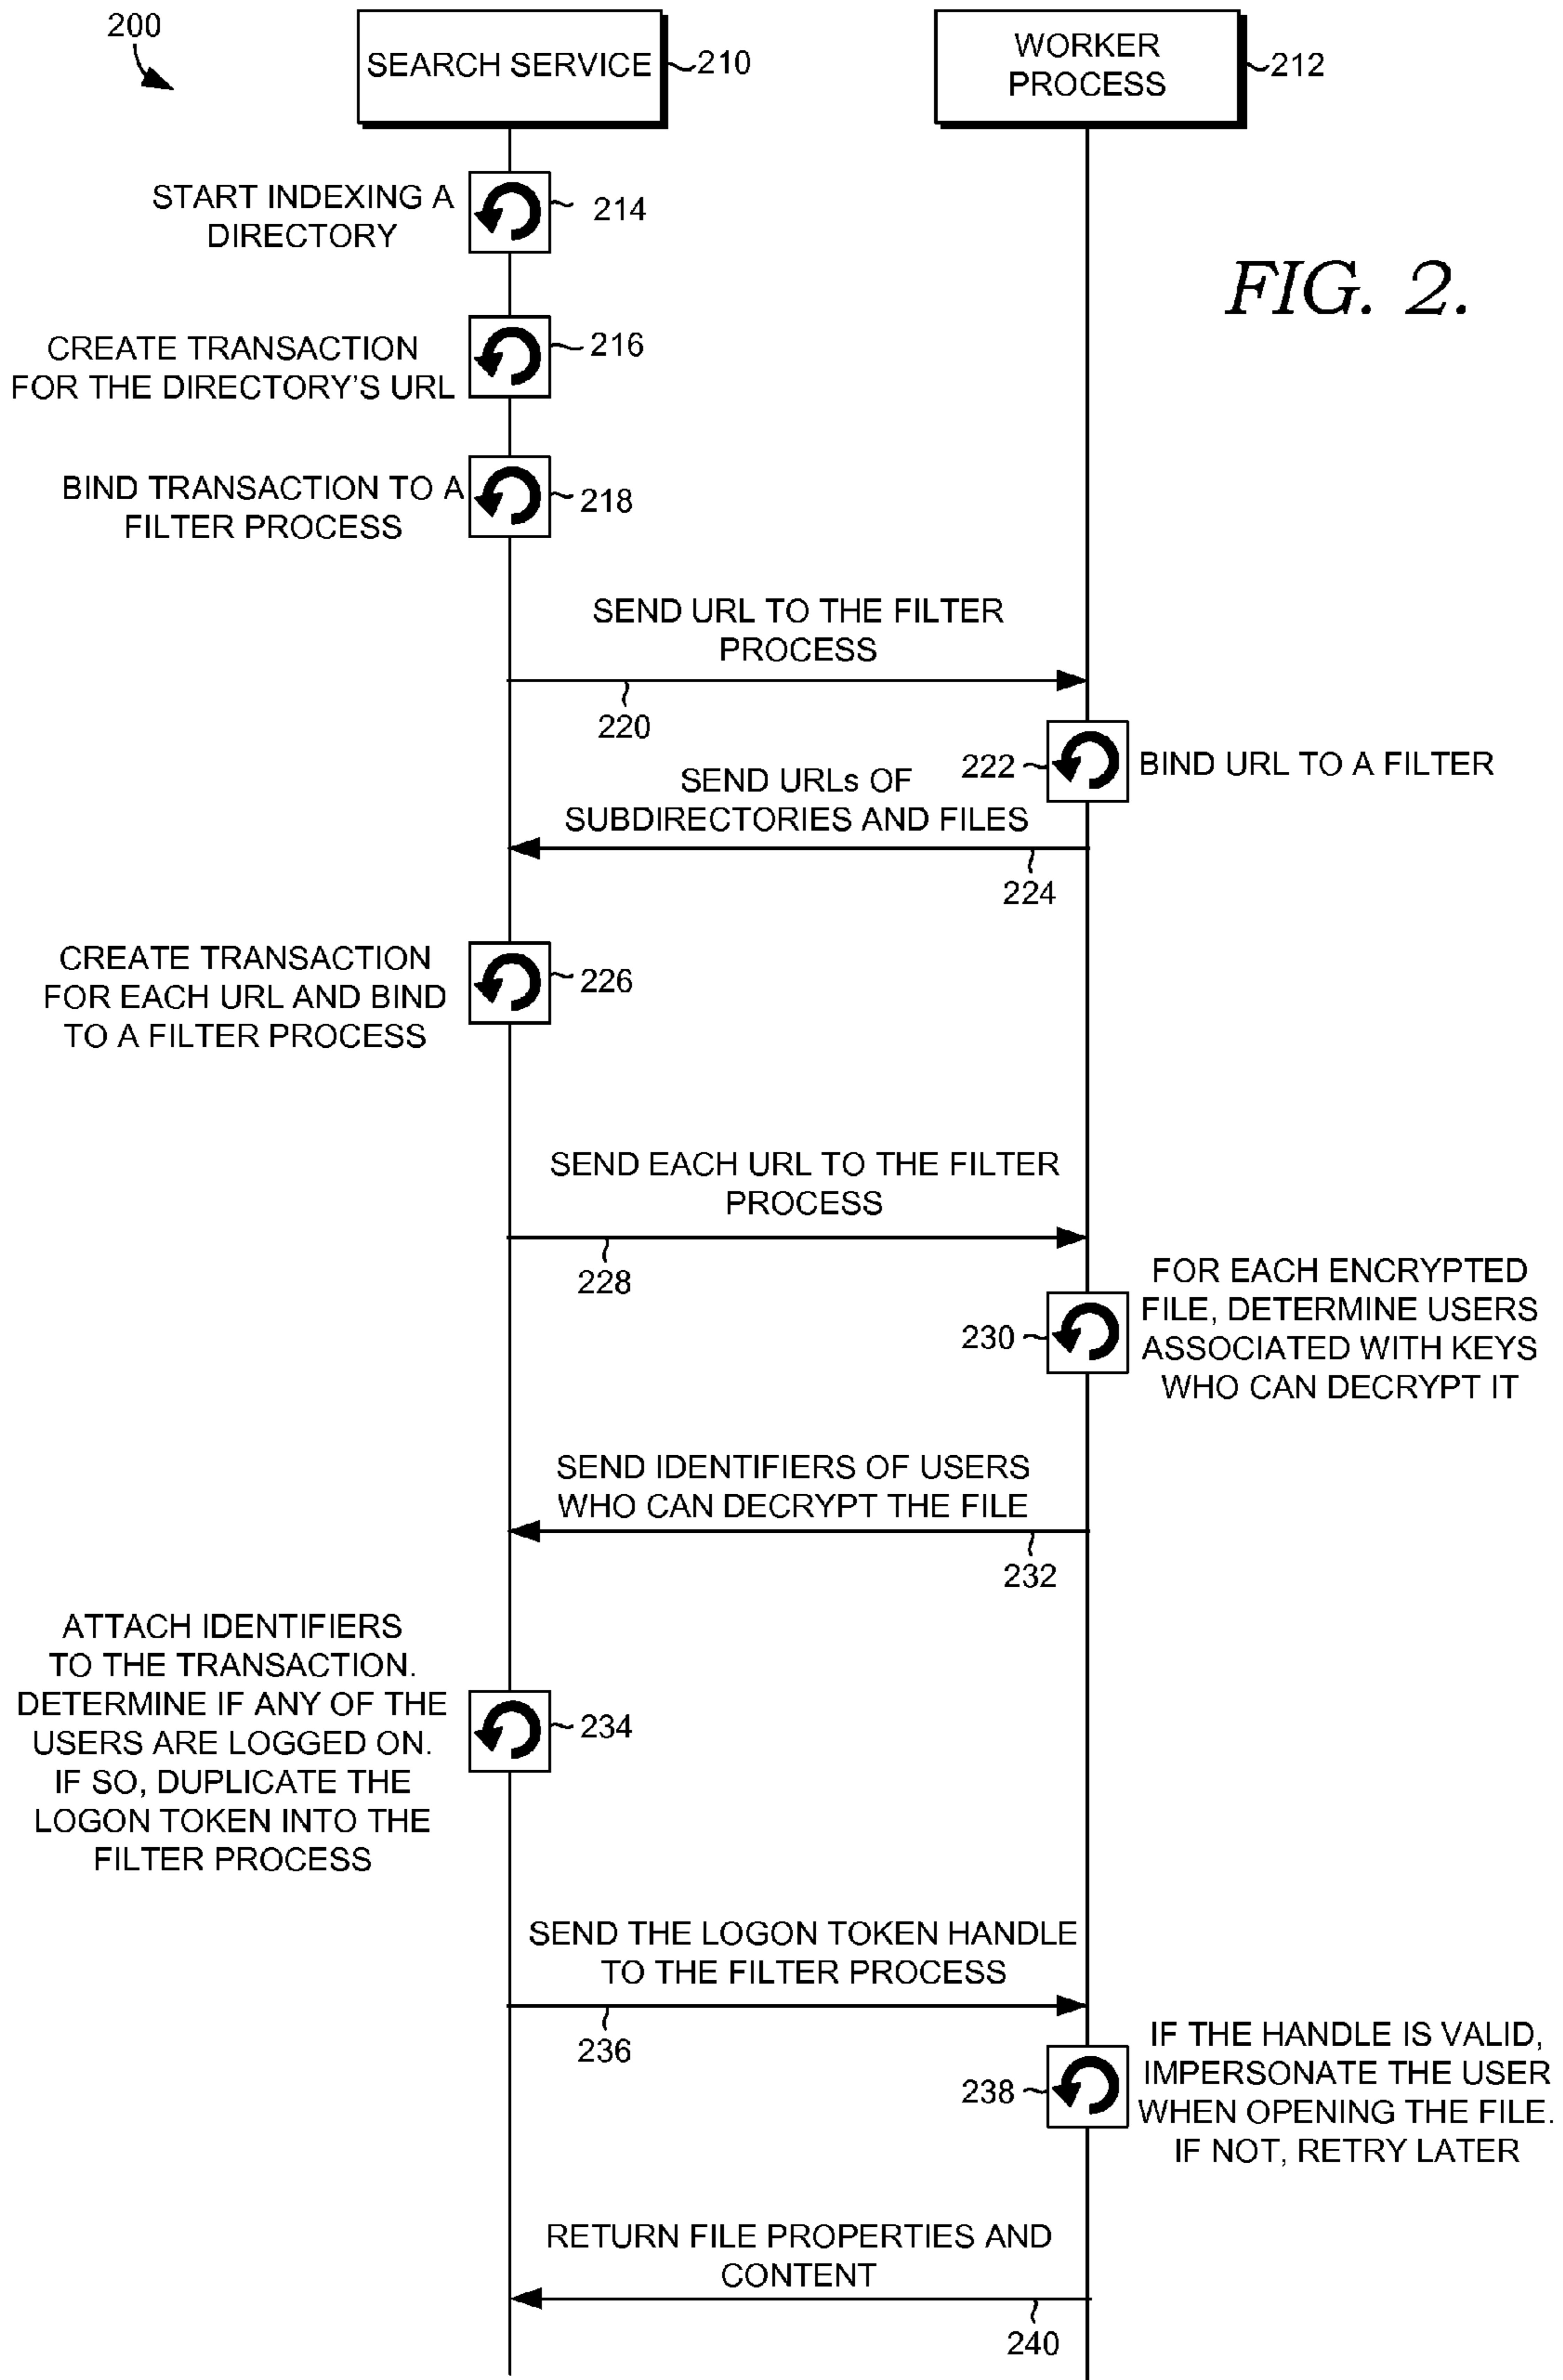 200
SEARCH SERVICE
210
WORKER
PROCESS
212
START INDEXING A
DIRECTORY
214
FIG. 2.
CREATE TRANSACTION
FOR THE DIRECTORY'S URL
216
BIND TRANSACTION TO A
FILTER PROCESS
218
SEND URL TO THE FILTER
PROCESS
220
222
BIND URL TO A FILTER
SEND URLs OF
SUBDIRECTORIES AND FILES
224
CREATE TRANSACTION
FOR EACH URL AND BIND
TO A FILTER PROCESS
226
SEND EACH URL TO THE FILTER
PROCESS
228
FOR EACH ENCRYPTED
FILE, DETERMINE USERS
ASSOCIATED WITH KEYS
WHO CAN DECRYPT IT
230
SEND IDENTIFIERS OF USERS
WHO CAN DECRYPT THE FILE
232
ATTACH IDENTIFIERS
TO THE TRANSACTION.
DETERMINE IF ANY OF THE
USERS ARE LOGGED ON.
IF SO, DUPLICATE THE
LOGON TOKEN INTO THE
FILTER PROCESS
234
SEND THE LOGON TOKEN HANDLE
TO THE FILTER PROCESS
236
IF THE HANDLE IS VALID,
IMPERSONATE THE USER
WHEN OPENING THE FILE.
IF NOT, RETRY LATER
238
RETURN FILE PROPERTIES AND
CONTENT
240